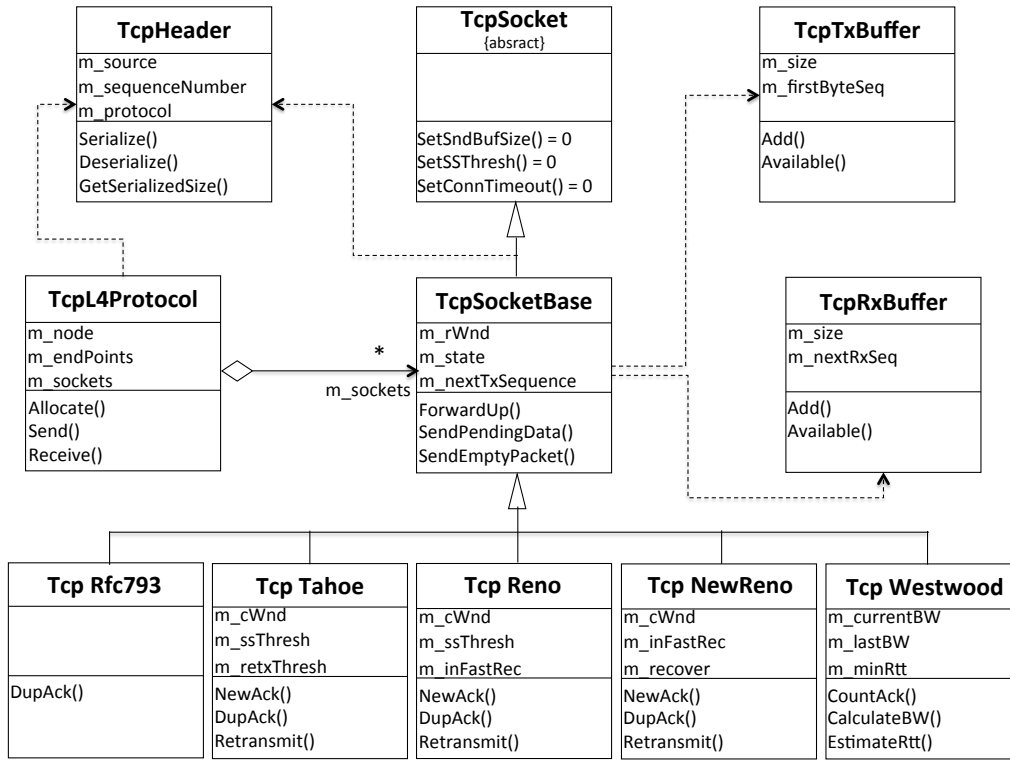 TcpHeader
m_source
m_sequenceNumber
m_protocol
Serialize()
Deserialize()
GetSerializedSize()
TcpSocket
{absract}
SetSndBufSize() = 0
SetSSThresh() = 0
SetConnTimeout() = 0
TcpTxBuffer
m_size
m_firstByteSeq
Add()
Available()
TcpL4Protocol
m_node
m_endPoints
m_sockets
Allocate()
Send()
Receive()
*
m_sockets
TcpSocketBase
m_rWnd
m_state
m_nextTxSequence
ForwardUp()
SendPendingData()
SendEmptyPacket()
TcpRxBuffer
m_size
m_nextRxSeq
Add()
Available()
Tcp Rfc793
DupAck()
Tcp Tahoe
m_cWnd
m_ssThresh
m_retxThresh
NewAck()
DupAck()
Retransmit()
Tcp Reno
m_cWnd
m_ssThresh
m_inFastRec
NewAck()
DupAck()
Retransmit()
Tcp NewReno
m_cWnd
m_inFastRec
m_recover
NewAck()
DupAck()
Retransmit()
Tcp Westwood
m_currentBW
m_lastBW
m_minRtt
CountAck()
CalculateBW()
EstimateRtt()